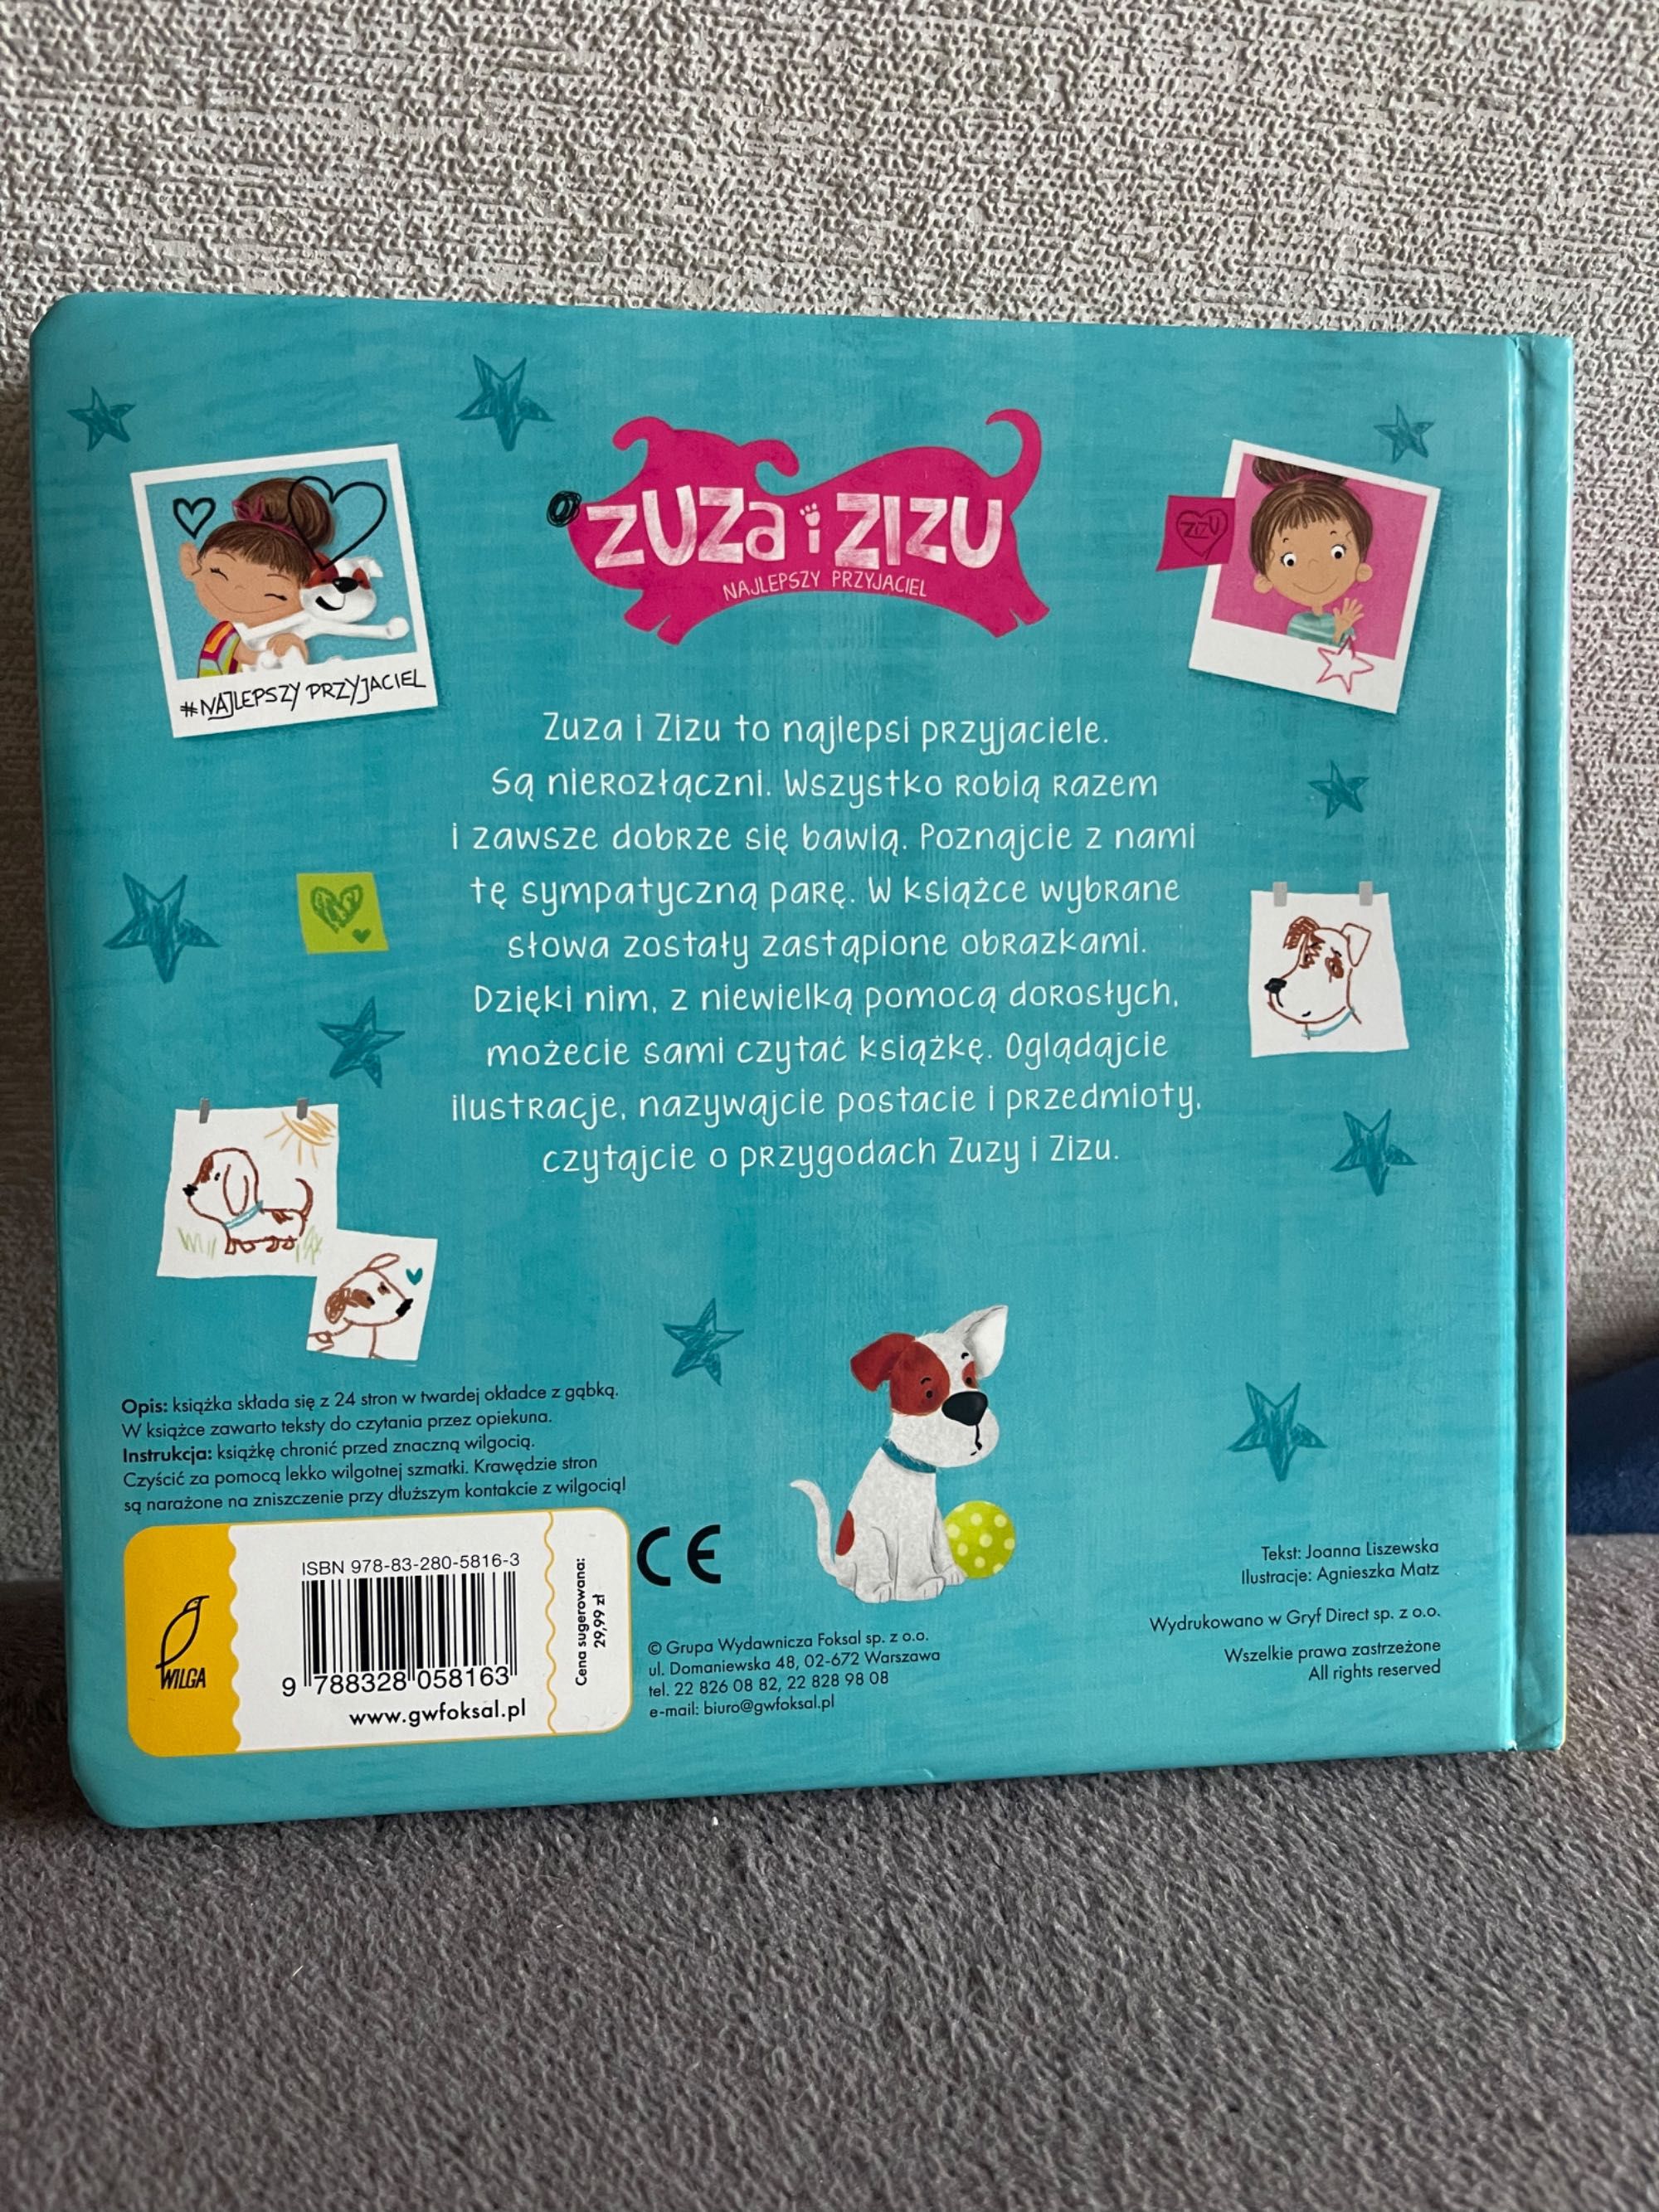 ZUZa i ZIZU
NAJLEPSZY PRZYJACIEL
#NAJLEPSZY PRZYJACIEL
ZIZU
Zuza i Zizu to najlepsi przyjaciele.
Są nierozłączni. Wszystko robią razem
i zawsze dobrze się bawią. Poznajcie z nami
tę sympatyczną parę. W książce wybrane
słowa zostały zastąpione obrazkami.
Dzięki nim, z niewielką pomocą dorosłych,
możecie sami czytać książkę. Oglądajcie
ilustracje, nazywajcie postacie i przedmioty,
czytajcie o przygodach Zuzy i Zizu.
Opis: książka składa się z 24 stron w twardej okładce z gąbką.
W książce zawarto teksty do czytania przez opiekuna.
Instrukcja: książkę chronić przed znaczną wilgocią.
Czyścić za pomocą lekko wilgotnej szmatki. Krawędzie stron
są narażone na zniszczenie przy dłuższym kontakcie z wilgocią!
WILGA
ISBN 978-83-280-5816-3
9 788328 058163
www.gwfoksal.pl
Cena sugerowana:
29,99 zł
CE
© Grupa Wydawnicza Foksal sp. z o.o.
ul. Domaniewska 48, 02-672 Warszawa
tel. 22 826 08 82, 22 828 98 08
e-mail: biuro@gwfoksal.pl
Tekst: Joanna Liszewska
Ilustracje: Agnieszka Matz
Wydrukowano w Gryf Direct sp. z o.o.
Wszelkie prawa zastrzeżone
All rights reserved